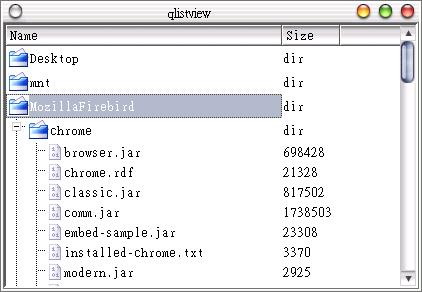 qlistview
Name Size
Desktop dir
mnt dir
MozillaFirebird dir
chrome dir
browser.jar 698428
chrome.rdf 21328
classic.jar 817502
comm.jar 1738503
embed-sample.jar 23308
installed-chrome.txt 3370
modern.jar 2925